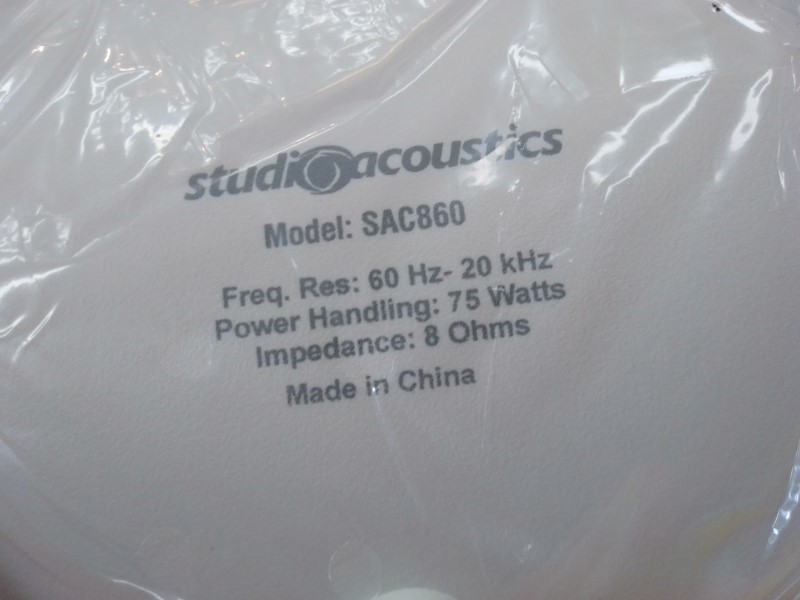 studioacoustics
Model: SAC860
Freq. Res: 60 Hz- 20 kHz
Power Handling: 75 Watts
Impedance: 8 Ohms
Made in China